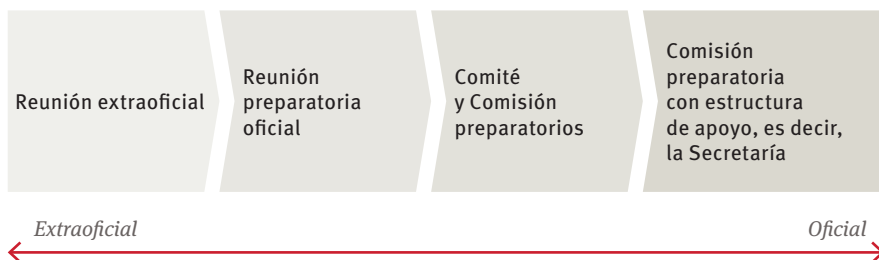 Reunión extraoficial
Reunión
preparatoria
oficial
Comité
y Comisión
preparatorios
Comisión
preparatoria
con estructura
de apoyo, es decir,
la Secretaría
Extraoficial
Oficial